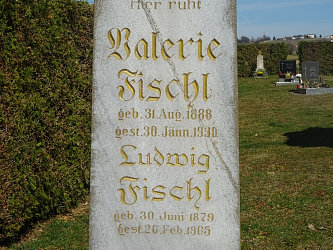 Hier ruht
Valerie
Fischl
geb. 31. Aug. 1888
gest. 30. Jänn. 1930
Ludwig
Fischl
geb. 30. Juni 1879
gest. 26. Feb. 1965